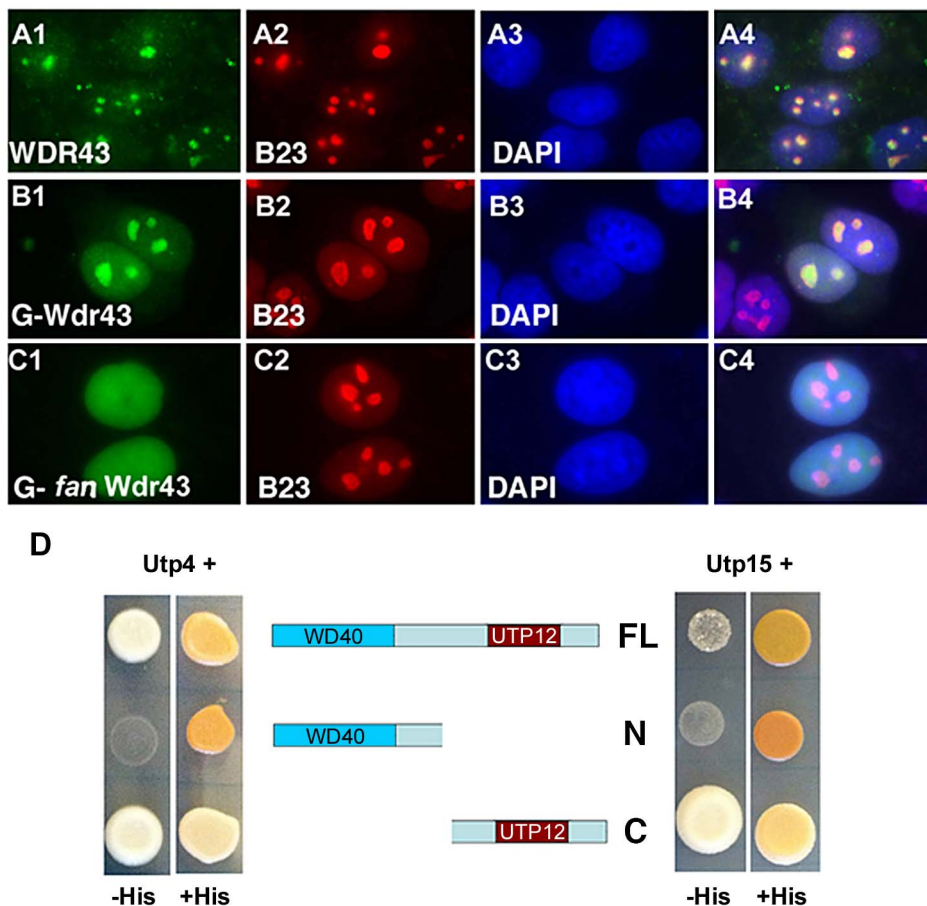 A1 A2 A3 A4
WDR43 B23 DAPI
B1 B2 B3 B4
G-Wdr43 B23 DAPI
C1 C2 C3 C4
G- fan Wdr43 B23 DAPI
D
Utp4 + Utp15 +
WD40 UTP12 FL
WD40 N
UTP12 C
-His +His -His +His